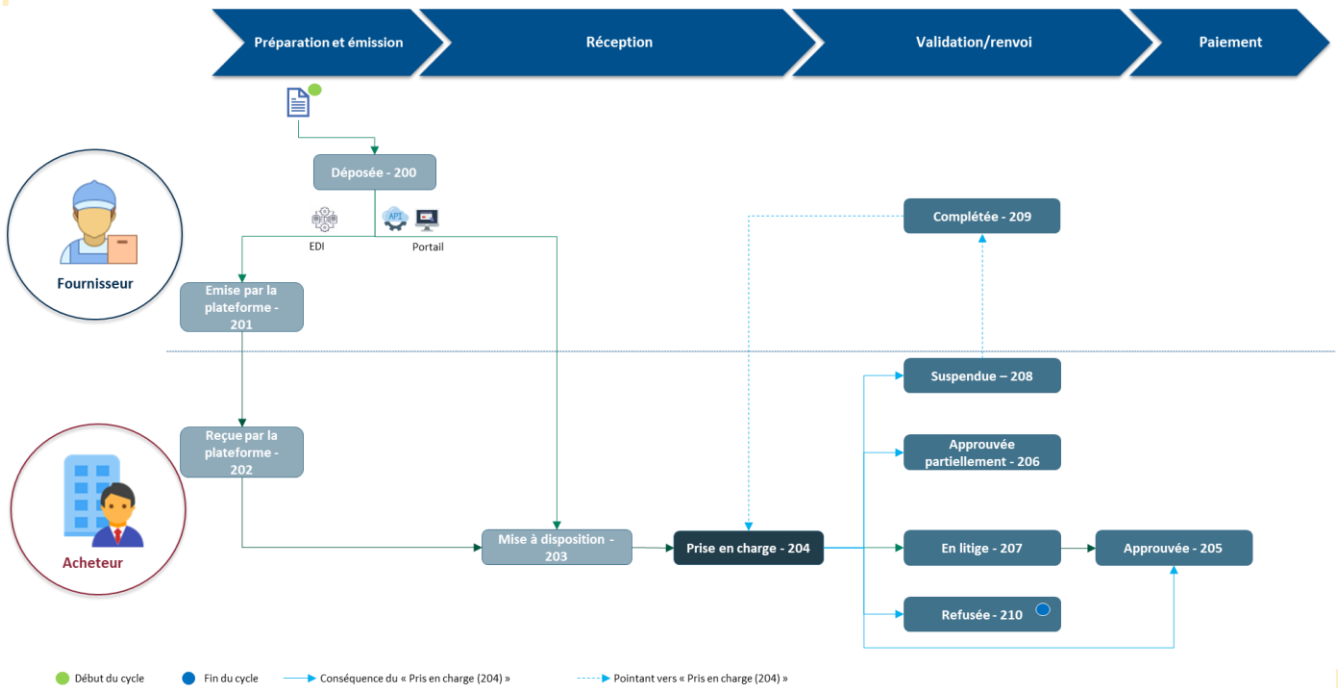 Préparation et émission
Réception
Validation/renvoi
Paiement
Déposée - 200
EDI
API
Portail
Complétée - 209
Fournisseur
Emise par la
plateforme -
201
Suspendue – 208
Reçue par la
plateforme -
202
Approuvée
partiellement - 206
Acheteur
Mise à disposition -
203
Prise en charge - 204
En litige - 207
Approuvée - 205
Refusée - 210
Début du cycle
Fin du cycle
Conséquence du « Pris en charge (204) »
Pointant vers « Pris en charge (204) »